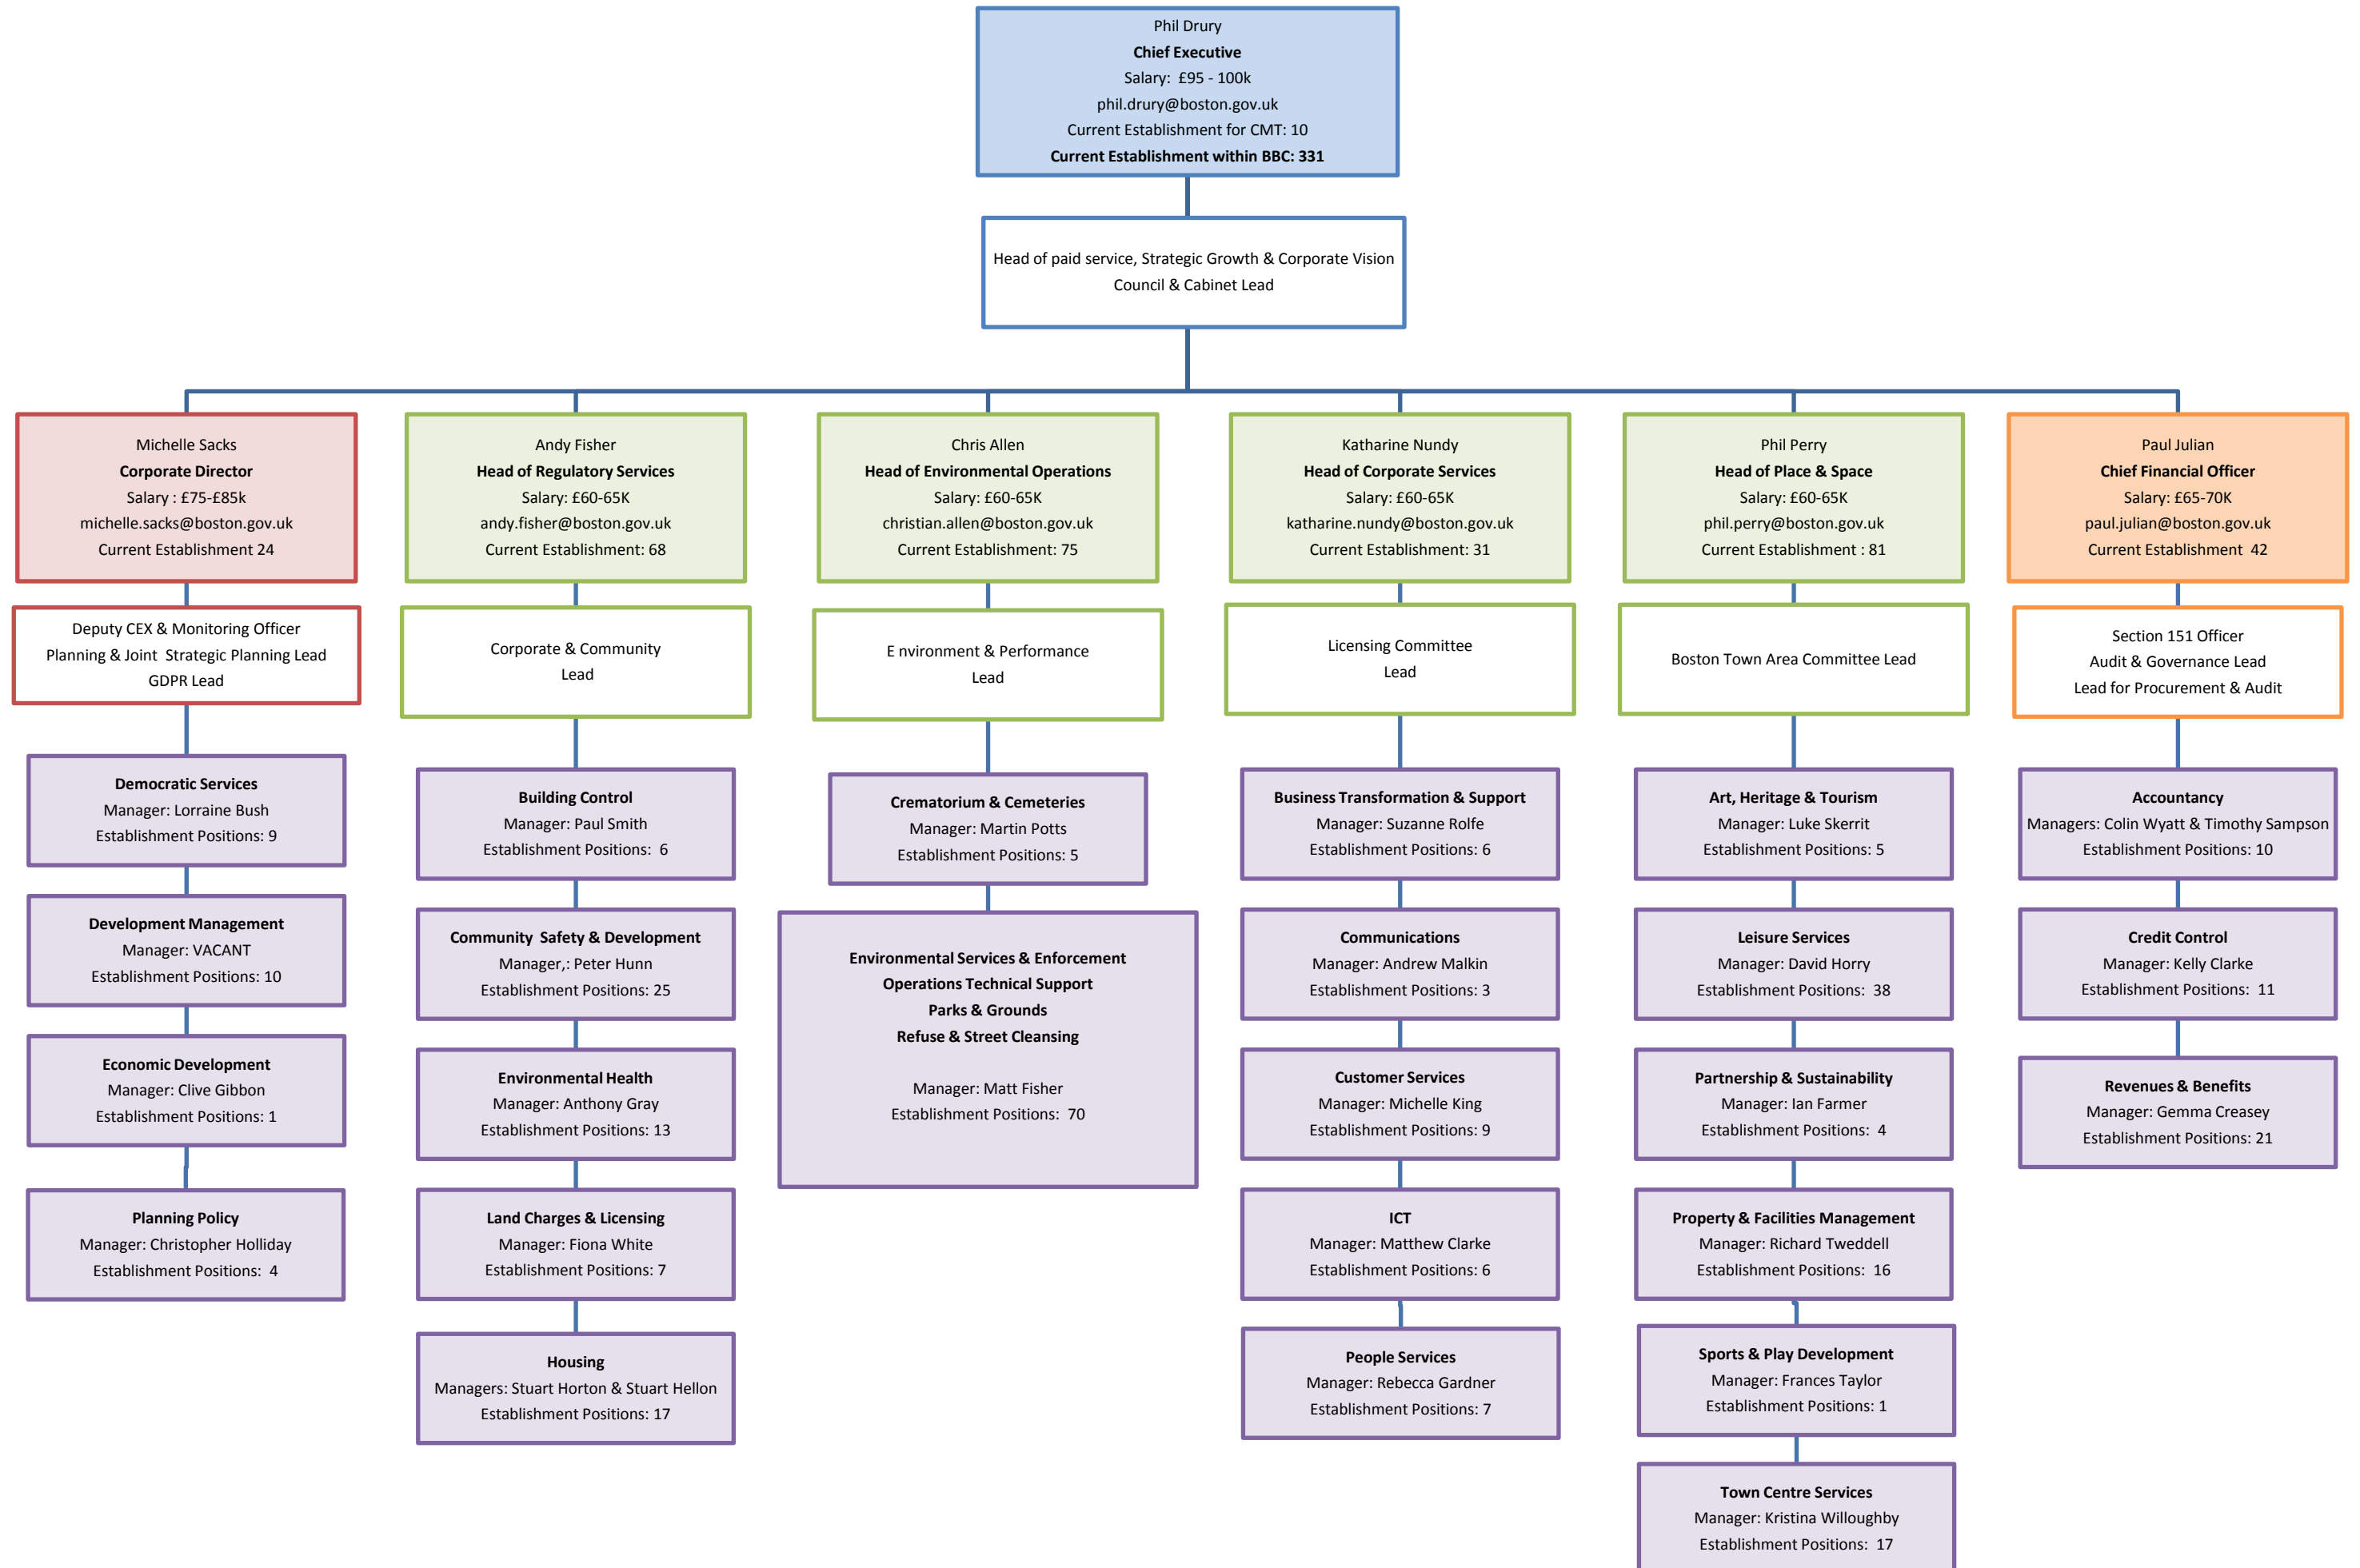 Phil Drury
Chief Executive
Salary:  £95 - 100k
phil.drury@boston.gov.uk
Current Establishment for CMT: 10
Current Establishment within BBC: 331
Head of paid service, Strategic Growth & Corporate Vision
Council & Cabinet Lead
Michelle Sacks
Corporate Director
Salary : £75-£85k
michelle.sacks@boston.gov.uk
Current Establishment 24
Deputy CEX & Monitoring Officer
Planning & Joint  Strategic Planning Lead
GDPR Lead
Democratic Services
Manager: Lorraine Bush
Establishment Positions: 9
Development Management
Manager: VACANT
Establishment Positions: 10
Economic Development
Manager: Clive Gibbon
Establishment Positions: 1
Planning Policy
Manager: Christopher Holliday
Establishment Positions:  4
Andy Fisher
Head of Regulatory Services
Salary: £60-65K
andy.fisher@boston.gov.uk
Current Establishment: 68
Corporate & Community
Lead
Building Control
Manager: Paul Smith
Establishment Positions:  6
Community  Safety & Development
Manager,: Peter Hunn
Establishment Positions: 25
Environmental Health
Manager: Anthony Gray
Establishment Positions: 13
Land Charges & Licensing
Manager: Fiona White
Establishment Positions: 7
Housing
Managers: Stuart Horton & Stuart Hellon
Establishment Positions: 17
Chris Allen
Head of Environmental Operations
Salary: £60-65K
christian.allen@boston.gov.uk
Current Establishment: 75
E nvironment & Performance
Lead
Crematorium & Cemeteries
Manager: Martin Potts
Establishment Positions: 5
Environmental Services & Enforcement
Operations Technical Support
Parks & Grounds
Refuse & Street Cleansing
Manager: Matt Fisher
Establishment Positions:  70
Katharine Nundy
Head of Corporate Services
Salary: £60-65K
katharine.nundy@boston.gov.uk
Current Establishment: 31
Licensing Committee
Lead
Business Transformation & Support
Manager: Suzanne Rolfe
Establishment Positions: 6
Communications
Manager: Andrew Malkin
Establishment Positions: 3
Customer Services
Manager: Michelle King
Establishment Positions: 9
ICT
Manager: Matthew Clarke
Establishment Positions: 6
People Services
Manager: Rebecca Gardner
Establishment Positions: 7
Phil Perry
Head of Place & Space
Salary: £60-65K
phil.perry@boston.gov.uk
Current Establishment : 81
Boston Town Area Committee Lead
Art, Heritage & Tourism
Manager: Luke Skerrit
Establishment Positions: 5
Leisure Services
Manager: David Horry
Establishment Positions:  38
Partnership & Sustainability
Manager: Ian Farmer
Establishment Positions:  4
Property & Facilities Management
Manager: Richard Tweddell
Establishment Positions:  16
Sports & Play Development
Manager: Frances Taylor
Establishment Positions: 1
Town Centre Services
Manager: Kristina Willoughby
Establishment Positions:  17
Paul Julian
Chief Financial Officer
Salary: £65-70K
paul.julian@boston.gov.uk
Current Establishment  42
Section 151 Officer
Audit & Governance Lead
Lead for Procurement & Audit
Accountancy
Managers: Colin Wyatt & Timothy Sampson
Establishment Positions: 10
Credit Control
Manager: Kelly Clarke
Establishment Positions:  11
Revenues & Benefits
Manager: Gemma Creasey
Establishment Positions: 21